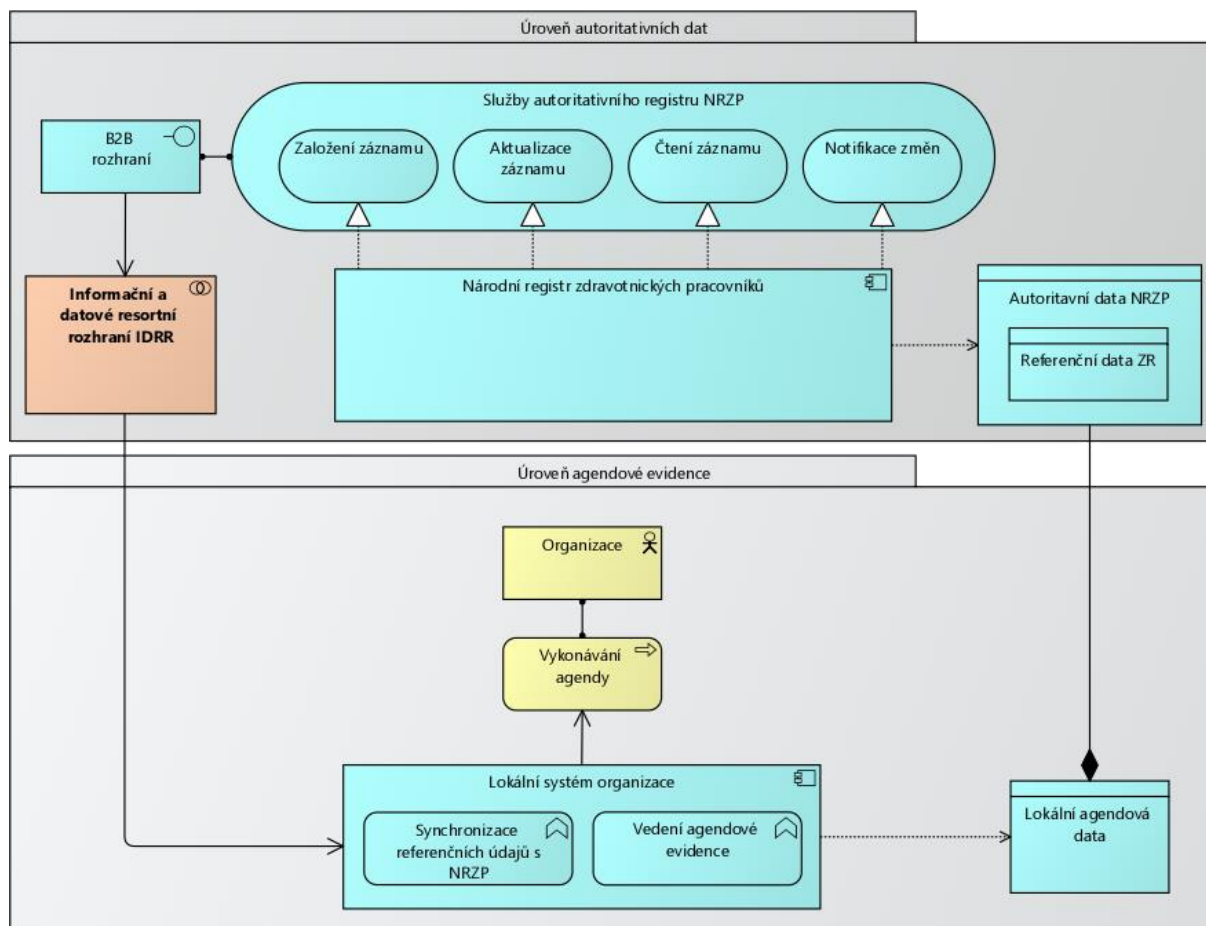 Úroveň autoritativních dat
Služby autoritativního registru NRZP
B2B
rozhraní
Založení záznamu
Aktualizace
záznamu
Čtení záznamu
Notifikace změn
Informační a
datové resortní
rozhraní IDRR
Národní registr zdravotnických pracovníků
Autoritavní data NRZP
Referenční data ZR
Úroveň agendové evidence
Organizace
Vykonávání
agendy
Lokální systém organizace
Synchronizace
referenčních údajů s
NRZP
Vedení agendové
evidence
Lokální agendová
data